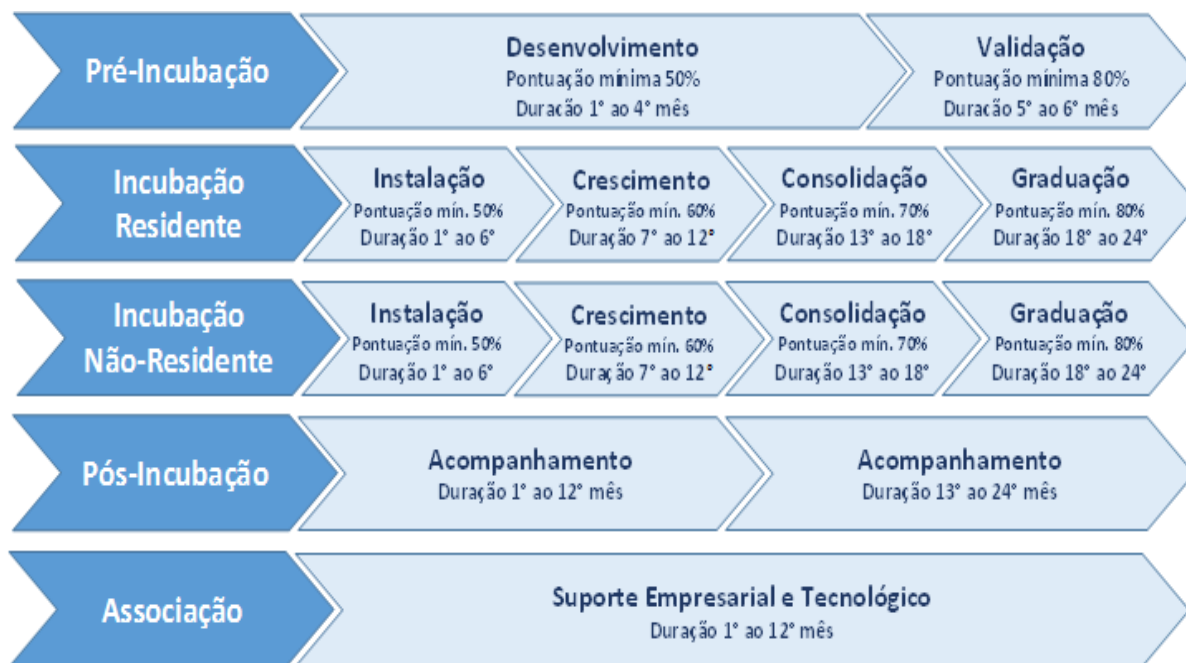 Pré-Incubação
Desenvolvimento
Pontuação mínima 50%
Duração 1° ao 4° mês
Validação
Pontuação mínima 80%
Duração 5° ao 6° mês
Incubação
Residente
Instalação
Pontuação mín. 50%
Duração 1° ao 6°
Crescimento
Pontuação mín. 60%
Duração 7° ao 12°
Consolidação
Pontuação mín. 70%
Duração 13° ao 18°
Graduação
Pontuação mín. 80%
Duração 18° ao 24°
Incubação
Não-Residente
Instalação
Pontuação mín. 50%
Duração 1° ao 6°
Crescimento
Pontuação mín. 60%
Duração 7° ao 12°
Consolidação
Pontuação mín. 70%
Duração 13° ao 18°
Graduação
Pontuação mín. 80%
Duração 18° ao 24°
Pós-Incubação
Acompanhamento
Duração 1° ao 12° mês
Acompanhamento
Duração 13° ao 24° mês
Associação
Suporte Empresarial e Tecnológico
Duração 1° ao 12° mês